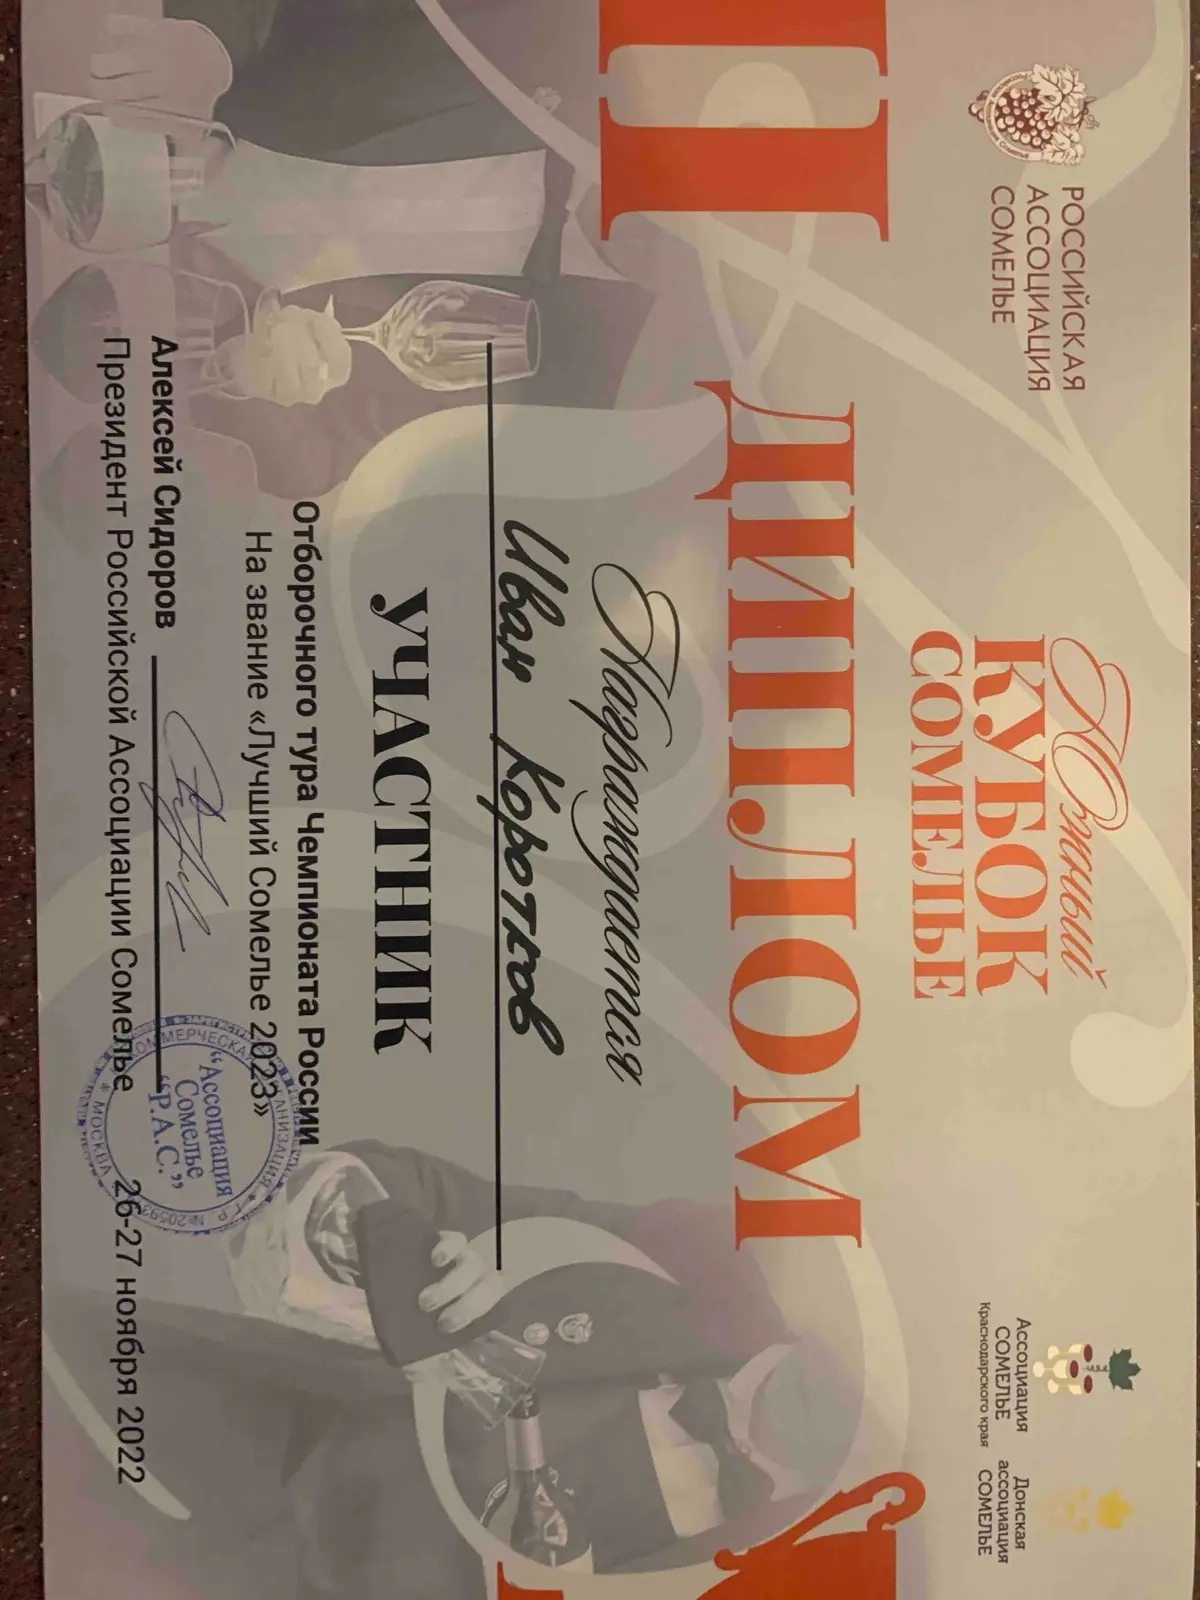 РОССИЙСКАЯ
АССОЦИАЦИЯ
СОМЕЛЬЕ
Южный
КУБОК
СОМЕЛЬЕ
Ассоциация
СОМЕЛЬЕ
Краснодарского края
Донская
ассоциация
СОМЕЛЬЕ
ДИПЛОМ
Награждается
Иван Коротков
УЧАСТНИК
Отборочного тура Чемпионата России
На звание «Лучший Сомелье 2023»
Алексей Сидоров
Президент Российской Ассоциации Сомелье
26-27 ноября 2022
"Ассоциация
Сомелье
"Р.А.С."
МОСКВА